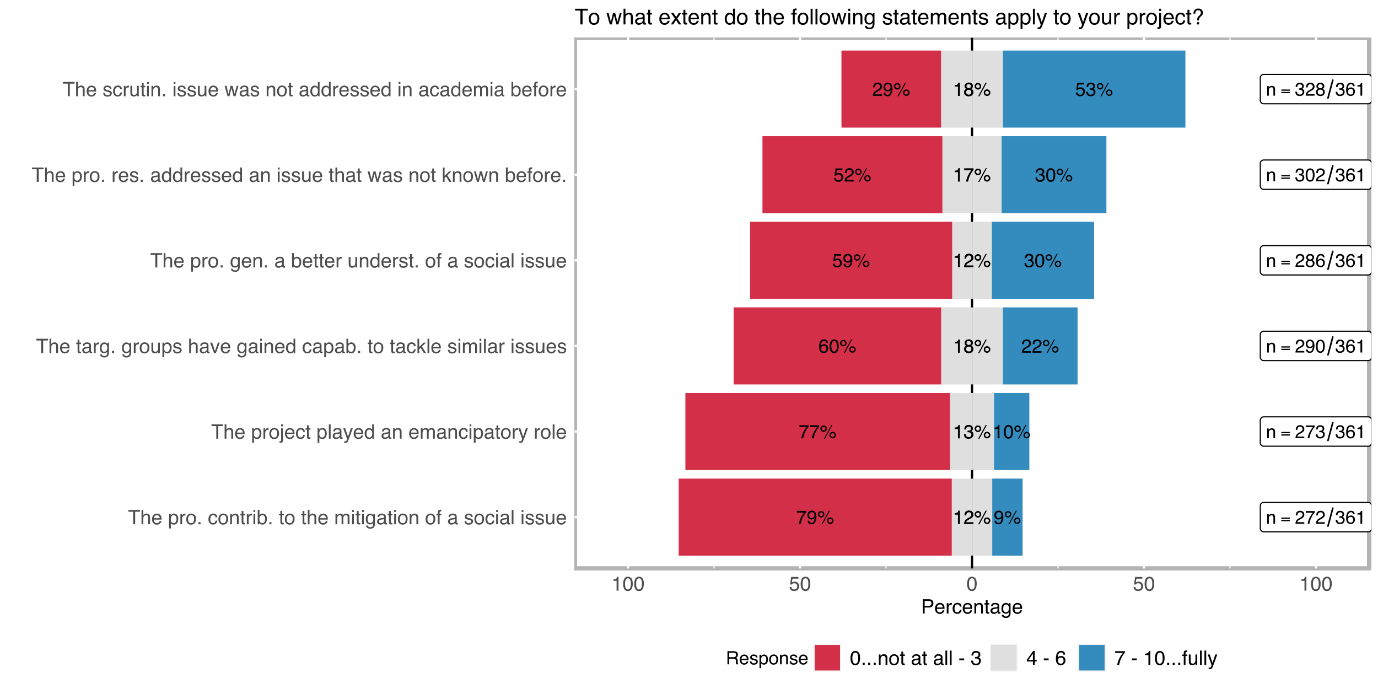 To what extent do the following statements apply to your project?
The scrutin. issue was not addressed in academia before 29% 18% 53% n = 328/361
The pro. res. addressed an issue that was not known before. 52% 17% 30% n = 302/361
The pro. gen. a better underst. of a social issue 59% 12% 30% n = 286/361
The targ. groups have gained capab. to tackle similar issues 60% 18% 22% n = 290/361
The project played an emancipatory role 77% 13% 10% n = 273/361
The pro. contrib. to the mitigation of a social issue 79% 12% 9% n = 272/361
100 50 0 50 100
Percentage
Response 0...not at all - 3 4 - 6 7 - 10...fully